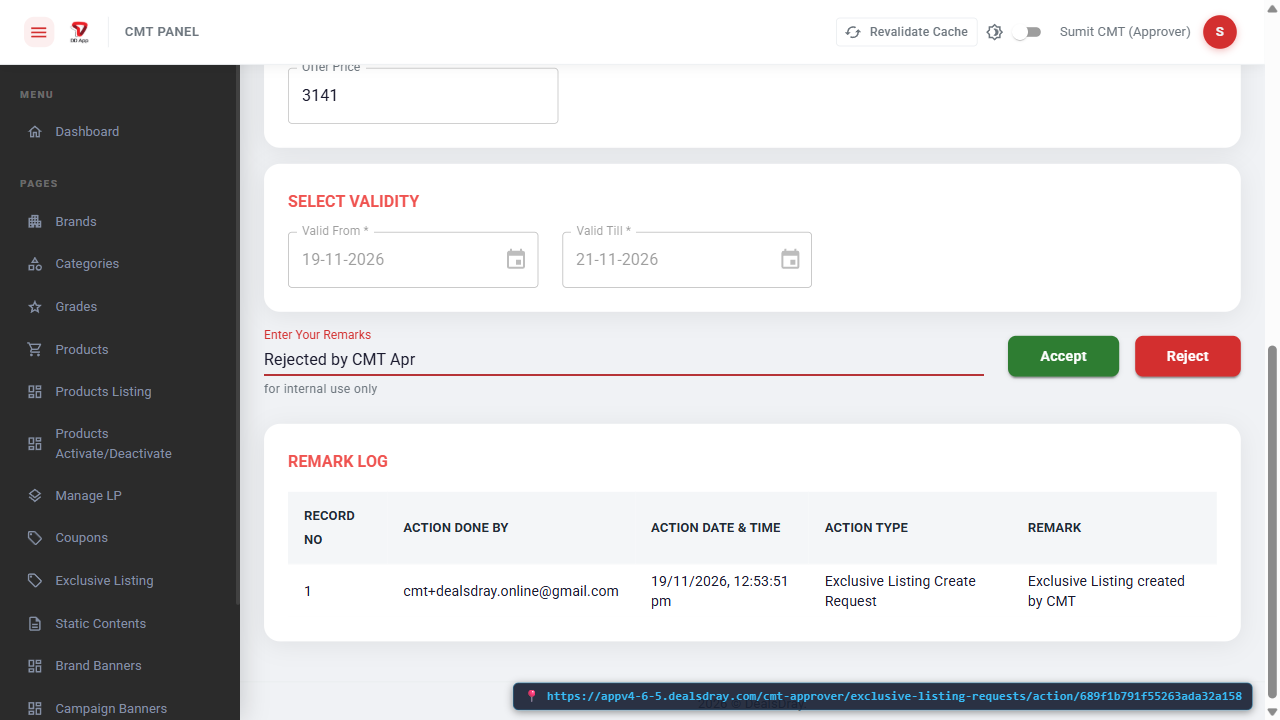 DD App
CMT PANEL
Revalidate Cache
Sumit CMT (Approver)
S
MENU
Dashboard
PAGES
Brands
Categories
Grades
Products
Products Listing
Products
Activate/Deactivate
Manage LP
Coupons
Exclusive Listing
Static Contents
Brand Banners
Campaign Banners
Offer Price
3141
SELECT VALIDITY
Valid From *
19-11-2026
Valid Till *
21-11-2026
Enter Your Remarks
Rejected by CMT Apr
for internal use only
Accept
Reject
REMARK LOG
RECORD
NO
ACTION DONE BY
ACTION DATE & TIME
ACTION TYPE
REMARK
1
cmt+dealsdray.online@gmail.com
19/11/2026, 12:53:51
pm
Exclusive Listing Create
Request
Exclusive Listing created
by CMT
https://appv4-6-5.dealsdray.com/cmt-approver/exclusive-listing-requests/action/689f1b791f55263ada32a158